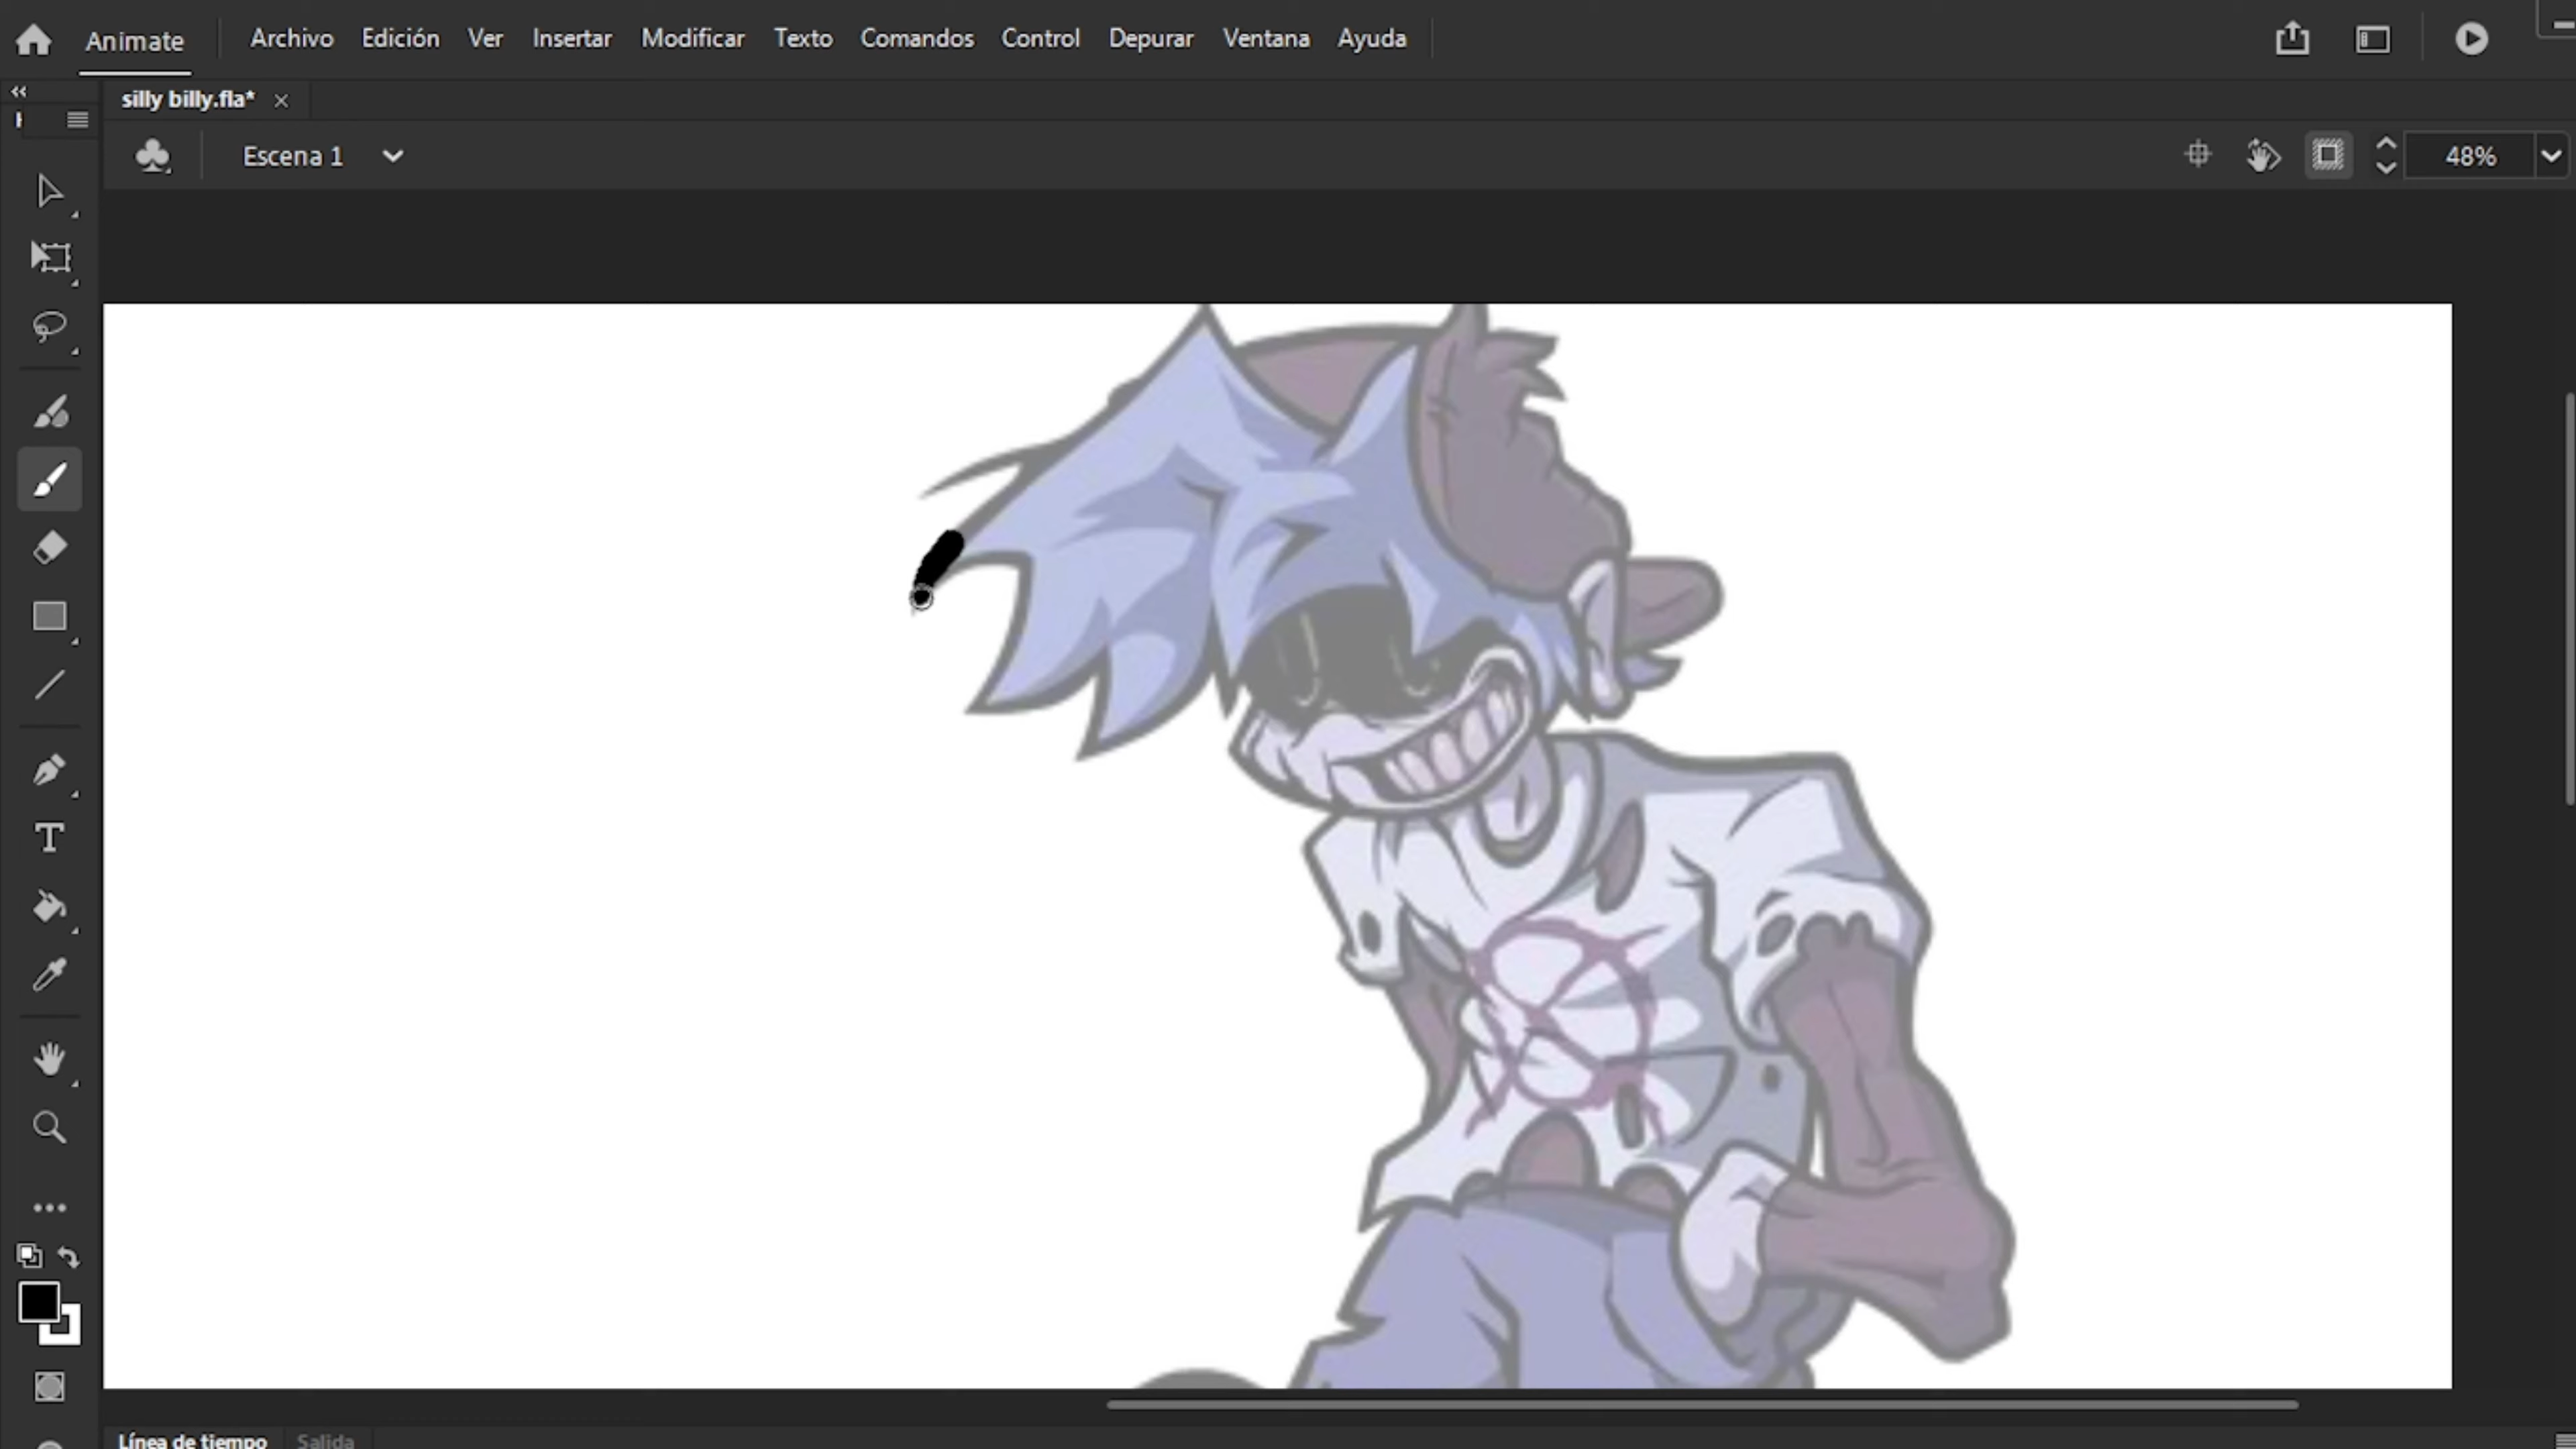 Animate Archivo Edición Ver Insertar Modificar Texto Comandos Control Depurar Ventana Ayuda
silly billy.fla*
Escena 1
48%
Línea de tiempo Salida